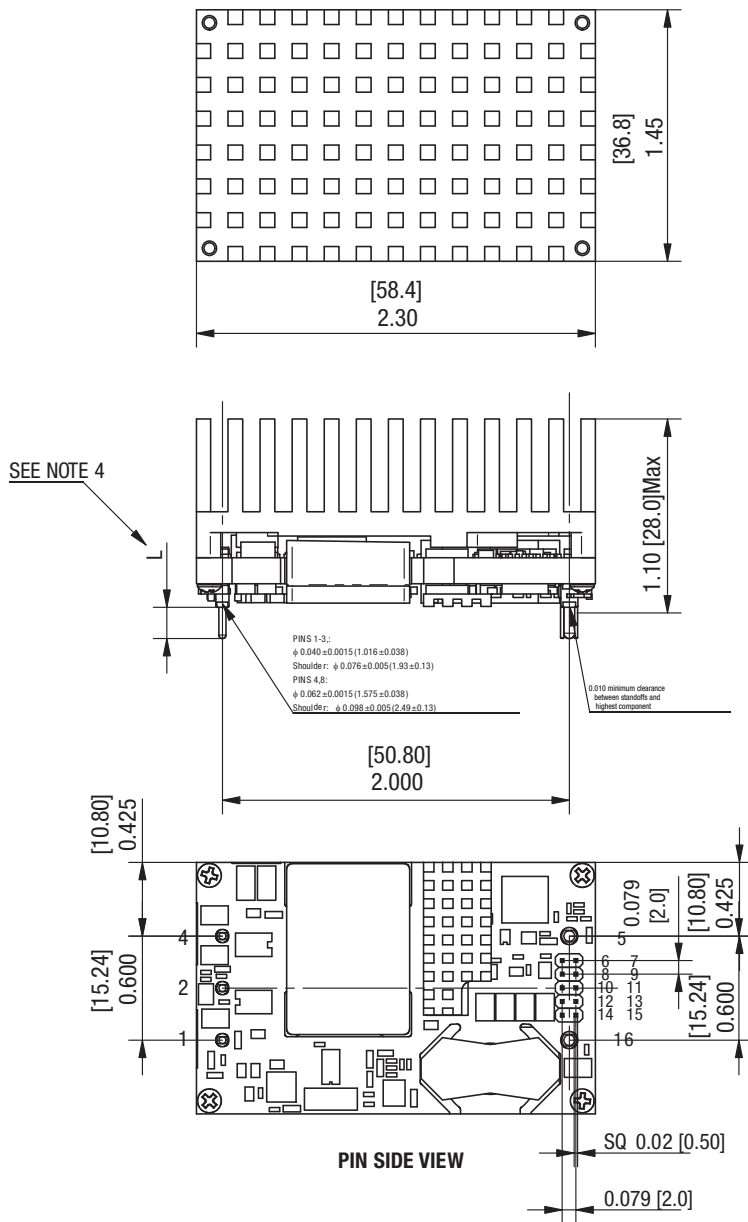 [36.8]
1.45
[58.4]
2.30
SEE NOTE 4
L
1.10 [28.0]Max
PINS 1-3,:
ϕ 0.040±0.0015(1.016±0.038)
Shoulder: ϕ 0.076±0.005(1.93±0.13)
PINS 4,8:
ϕ 0.062±0.0015(1.575±0.038)
Shoulder: ϕ 0.098±0.005(2.49±0.13)
0.010 minimum clearance
between standoffs and
highest component
[50.80]
2.000
[10.80]
0.425
[15.24]
0.600
4
2
1
0.079
[2.0]
[10.80]
0.425
[15.24]
0.600
5
6 7
8 9
10 11
12 13
14 15
16
SQ 0.02 [0.50]
PIN SIDE VIEW
0.079 [2.0]